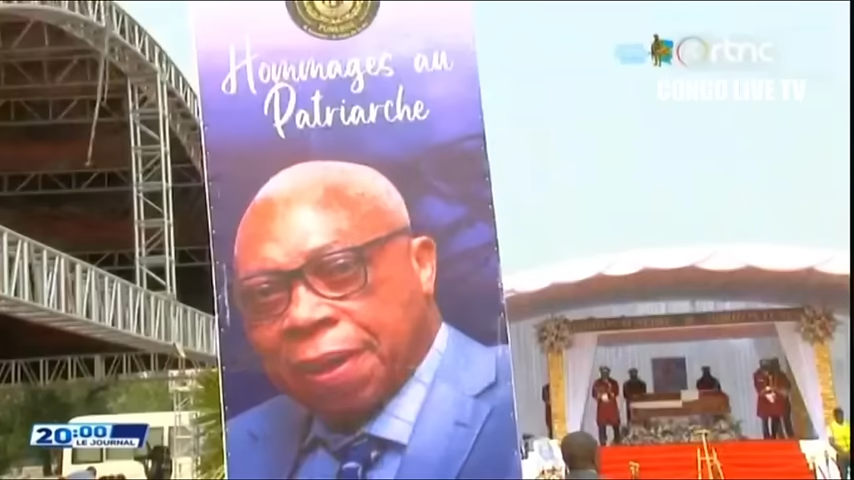 Hommages au
Patriarche
rtnc
CONGO LIVE TV
20:00
LE JOURNAL